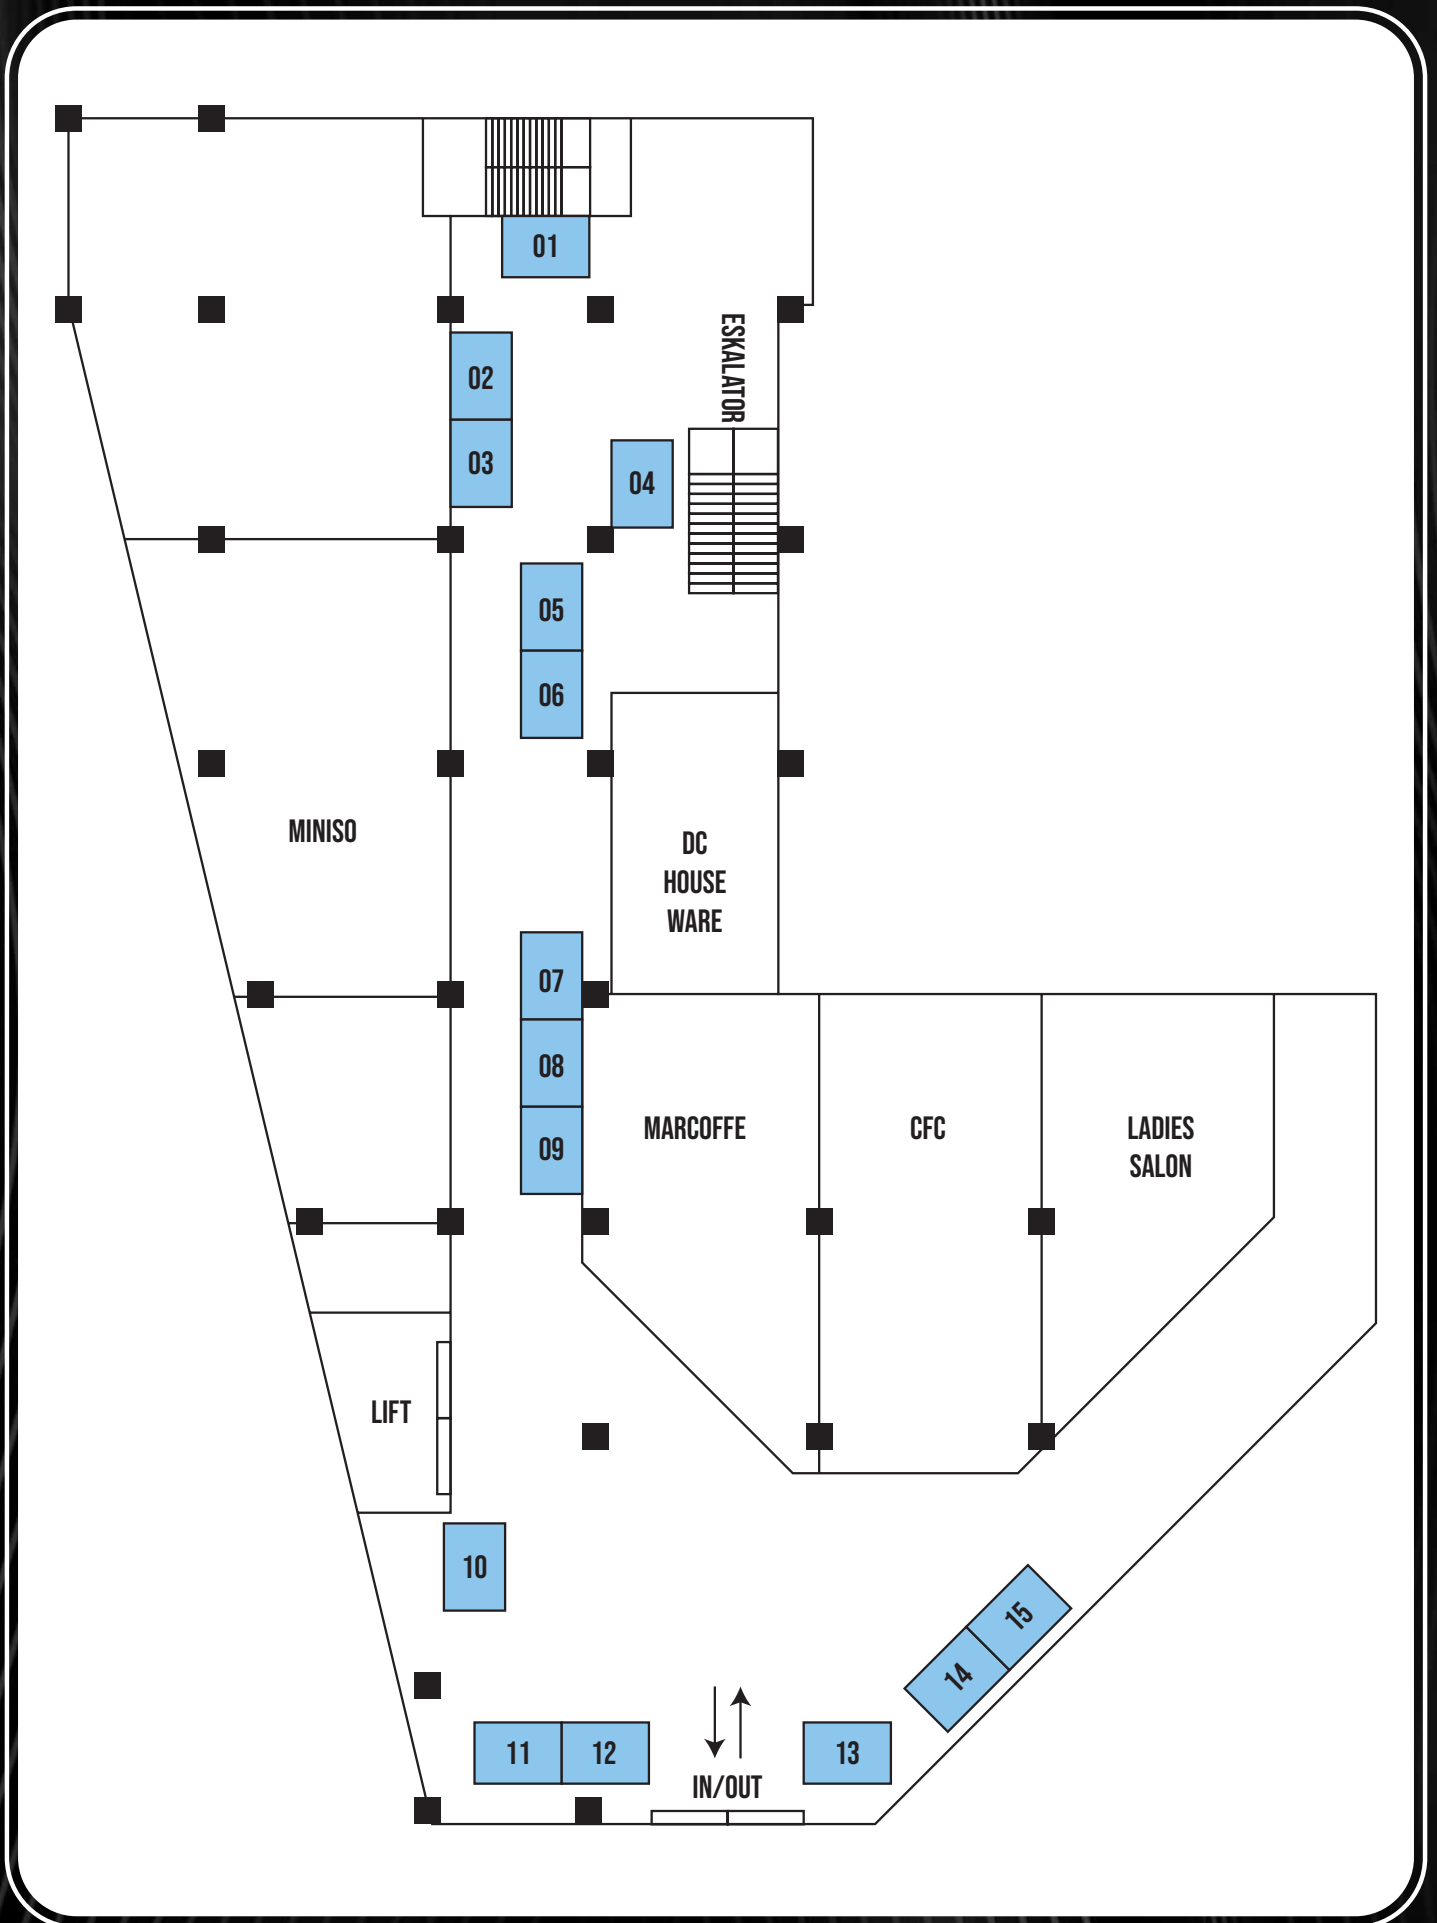 01
ESKALATOR
02
03
04
05
06
MINISO
DC
HOUSE
WARE
07
08
09
MARCOFFE
CFC
LADIES
SALON
LIFT
10
15
14
11
12
13
IN/OUT